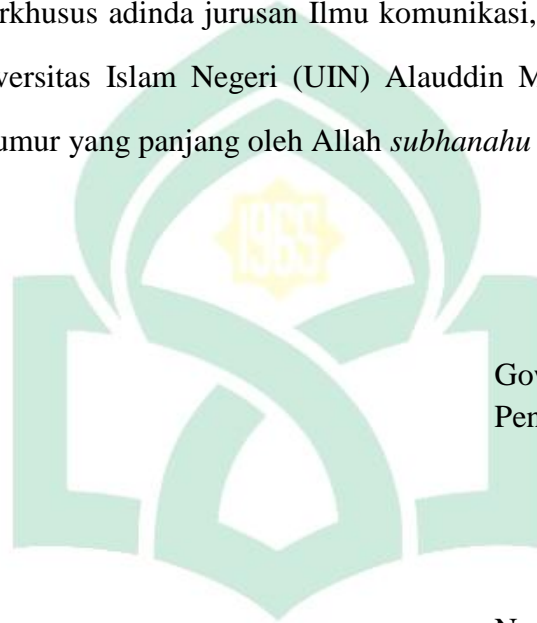 rkhusus adinda jurusan Ilmu komunikasi,
versitas Islam Negeri (UIN) Alauddin M
umur yang panjang oleh Allah subhanahu
1965
Gov
Pen